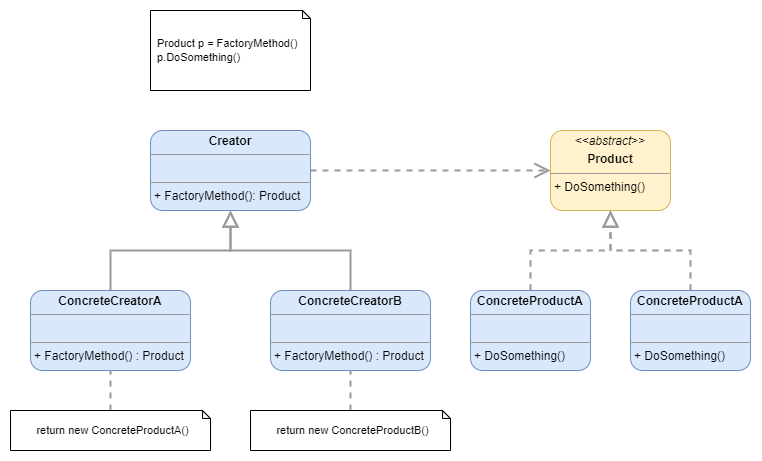 Product p = FactoryMethod()
p.DoSomething()
Creator
+ FactoryMethod(): Product
<<abstract>>
Product
+ DoSomething()
ConcreteCreatorA
+ FactoryMethod() : Product
ConcreteCreatorB
+ FactoryMethod() : Product
ConcreteProductA
+ DoSomething()
ConcreteProductA
+ DoSomething()
return new ConcreteProductA()
return new ConcreteProductB()